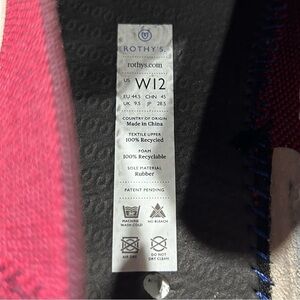 ROTHY'S.
rothys.com
US W12
EU 44.5 CHN 45
UK 9.5 JP 28.5
COUNTRY OF ORIGIN
Made in China
TEXTILE UPPER
100% Recycled
FOAM
100% Recyclable
SOLE MATERIAL
Rubber
PATENT PENDING
MACHINE WASH COLD
NO BLEACH
AIR DRY
DO NOT DRY CLEAN